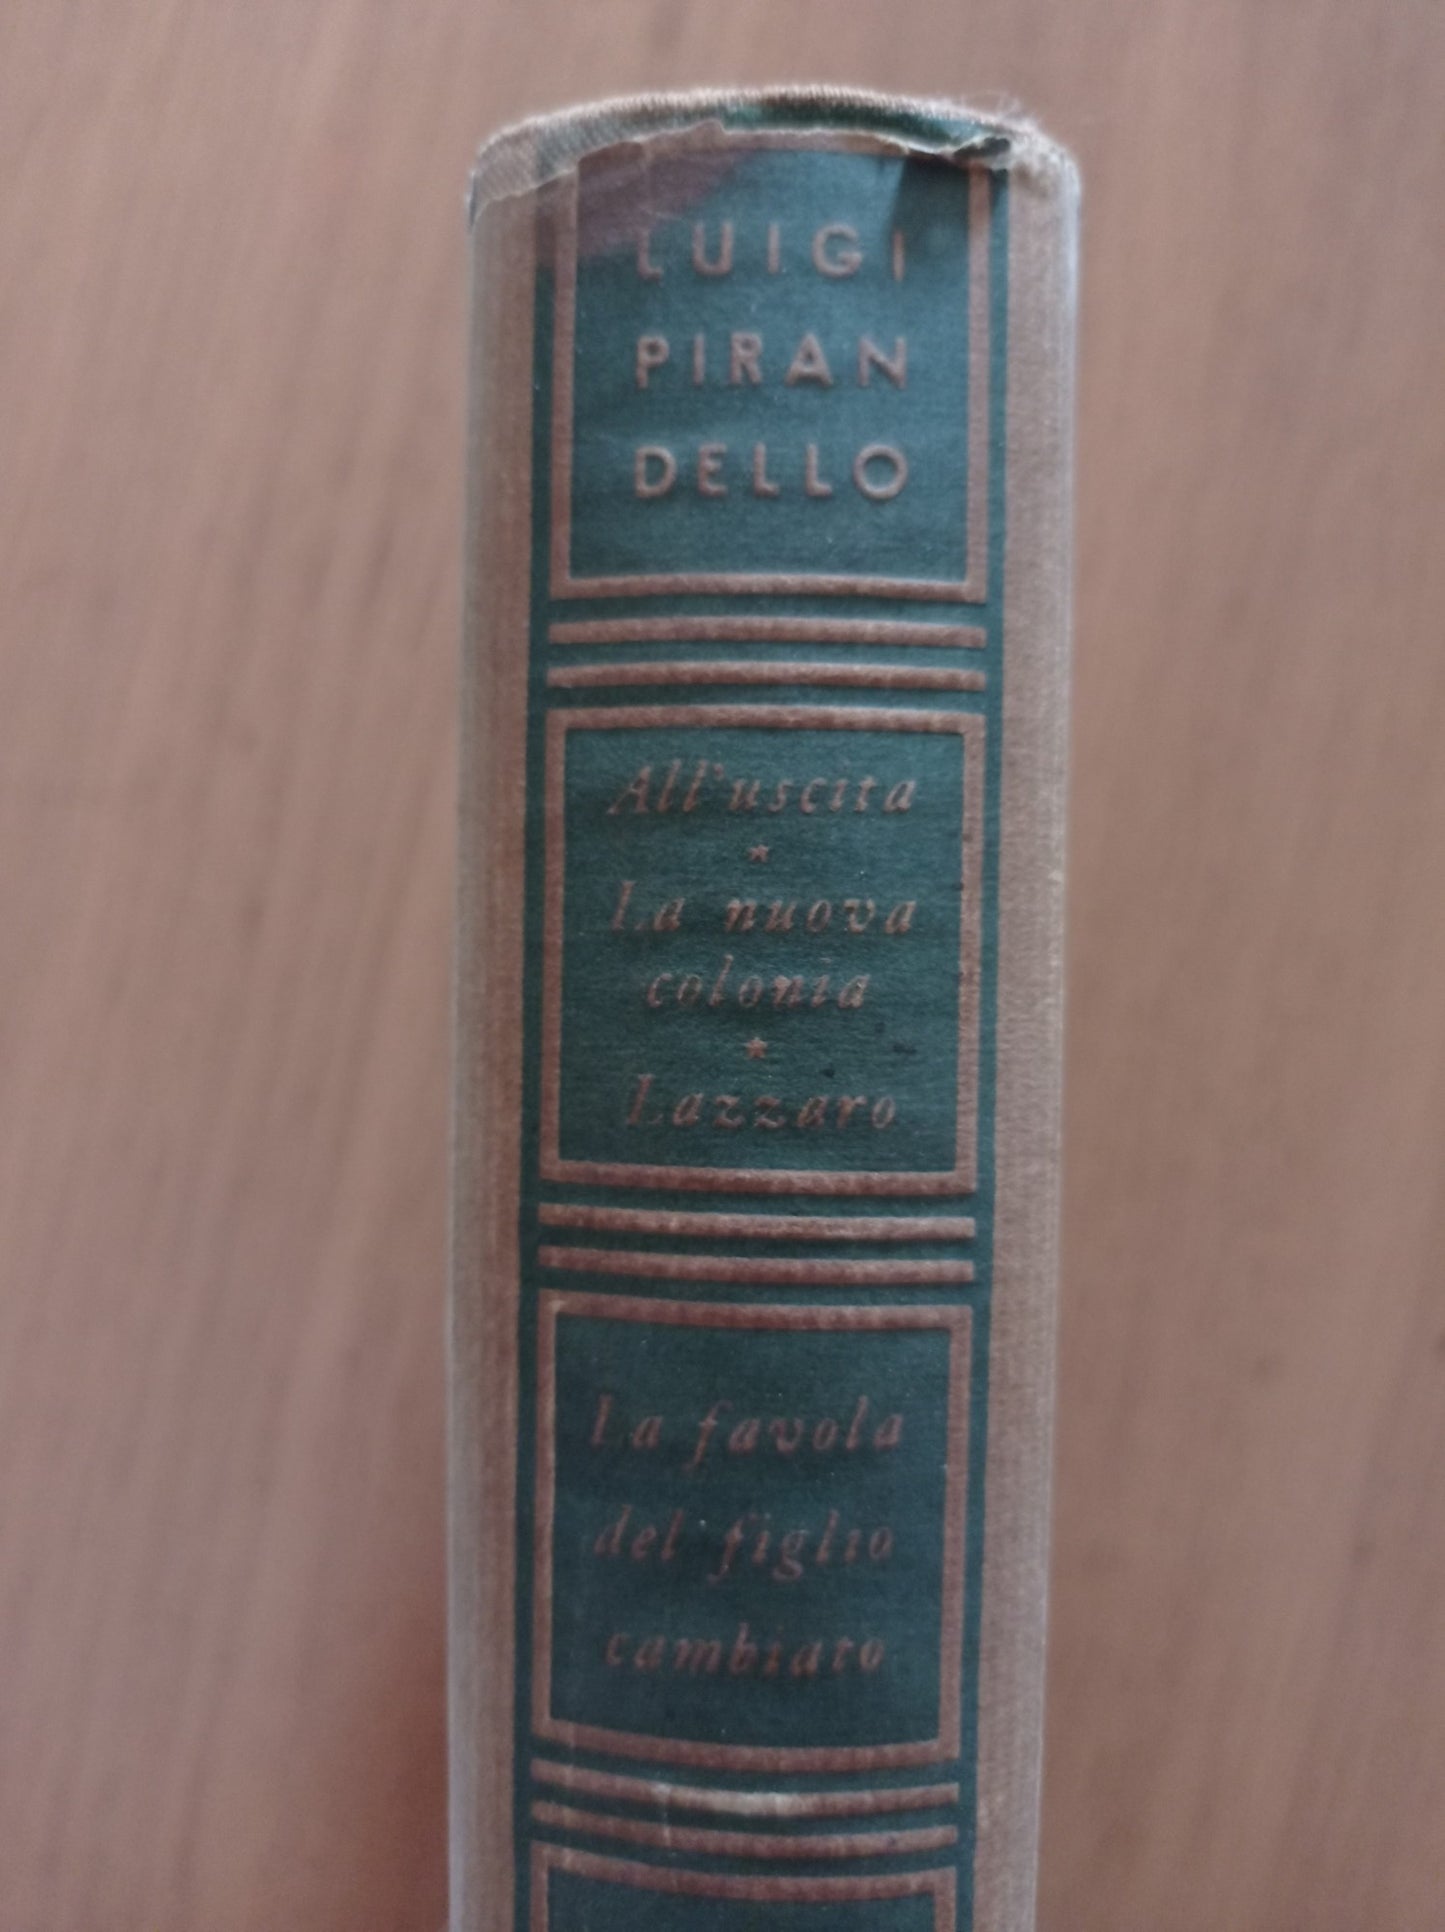 LUIGI
PIRAN
DELLO
All'uscita
*
La nuova
colonia
*
Lazzaro
La favola
del figlio
cambiato